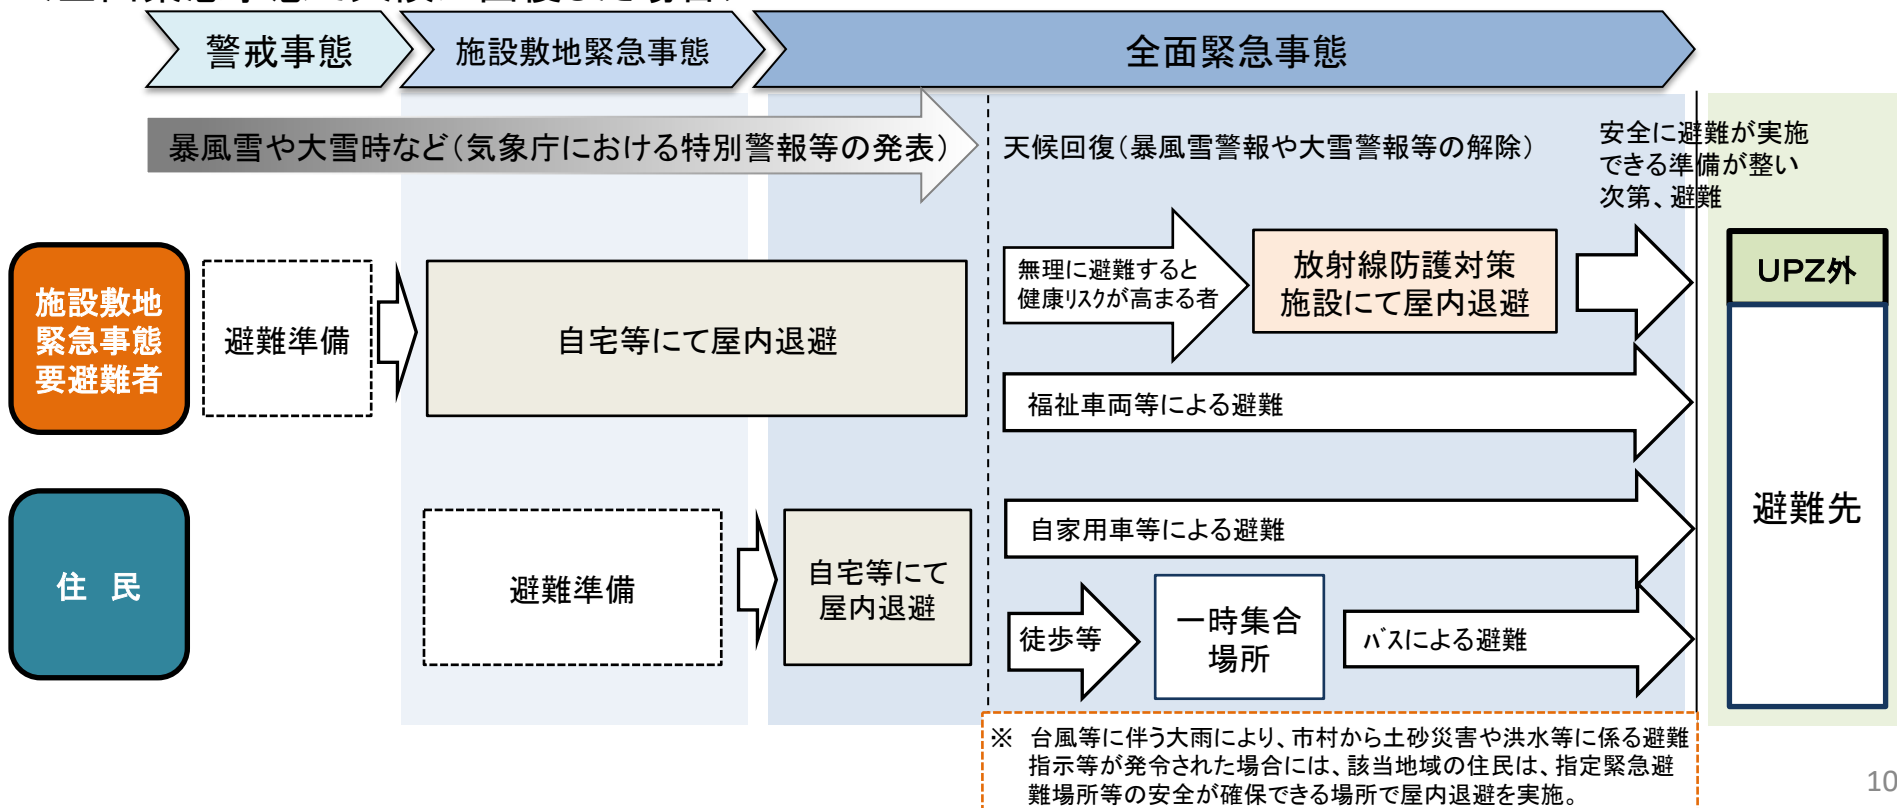 警戒事態
施設敷地緊急事態
全面緊急事態
暴風雪や大雪時など（気象庁における特別警報等の発表）
天候回復（暴風雪警報や大雪警報等の解除）
安全に避難が実施
できる準備が整い
次第、避難
施設敷地
緊急事態
要避難者
避難準備
自宅等にて屋内退避
無理に避難すると
健康リスクが高まる者
放射線防護対策
施設にて屋内退避
福祉車両等による避難
UPZ外
避難先
住 民
避難準備
自宅等にて
屋内退避
自家用車等による避難
徒歩等
一時集合
場所
バスによる避難
※ 台風等に伴う大雨により、市村から土砂災害や洪水等に係る避難
指示等が発令された場合には、該当地域の住民は、指定緊急避
難場所等の安全が確保できる場所で屋内退避を実施。
10